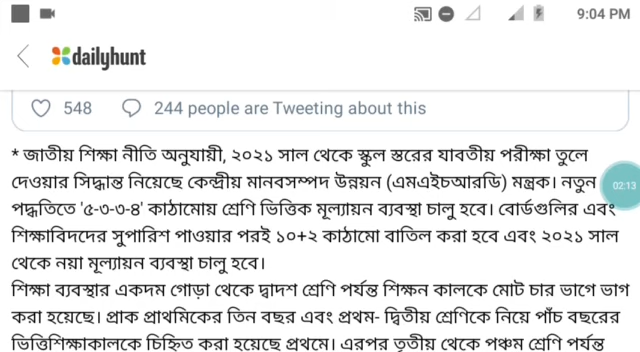 9:04 PM
dailyhunt
548 244 people are Tweeting about this
* জাতীয় শিক্ষা নীতি অনুযায়ী, ২০২১ সাল থেকে স্কুল স্তরের যাবতীয় পরীক্ষা তুলে
দেওয়ার সিদ্ধান্ত নিয়েছে কেন্দ্রীয় মানবসম্পদ উন্নয়ন (এমএইচআরডি) মন্ত্রক। নতুন
02:13
পদ্ধতিতে '৫-৩-৩-৪' কাঠামোয় শ্রেণি ভিত্তিক মূল্যায়ন ব্যবস্থা চালু হবে। বোর্ডগুলির এবং
শিক্ষাবিদদের সুপারিশ পাওয়ার পরই ১০+২ কাঠামো বাতিল করা হবে এবং ২০২১ সাল
থেকে নয়া মূল্যায়ন ব্যবস্থা চালু হবে।
শিক্ষা ব্যবস্থার একদম গোড়া থেকে দ্বাদশ শ্রেণি পর্যন্ত শিক্ষন কালকে মোট চার ভাগে ভাগ
করা হয়েছে। প্রাক প্রাথমিকের তিন বছর এবং প্রথম- দ্বিতীয় শ্রেণিকে নিয়ে পাঁচ বছরের
ভিত্তিশিক্ষাকালকে চিহ্নিত করা হয়েছে প্রথমে। এরপর তৃতীয় থেকে পঞ্চম শ্রেণি পর্যন্ত